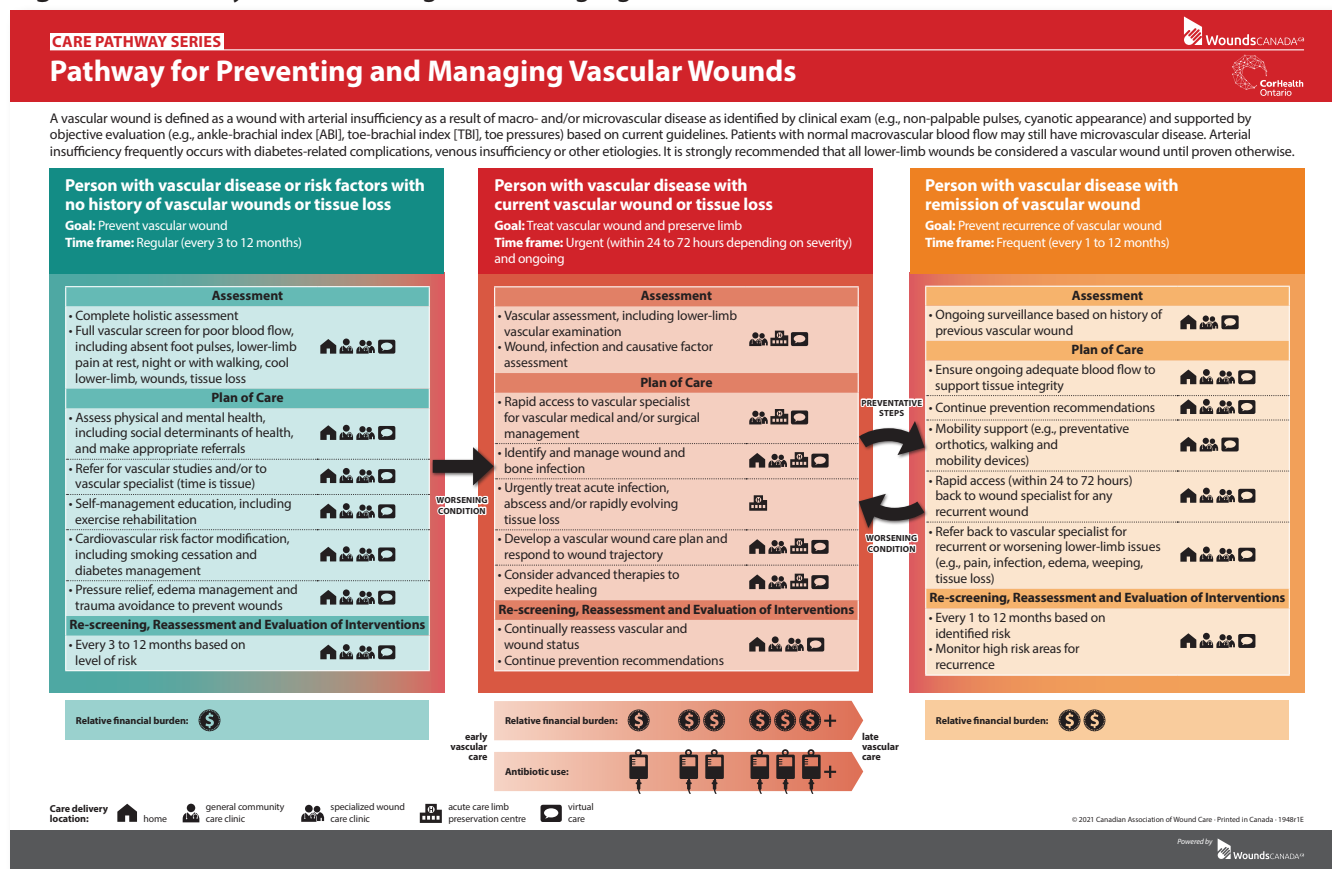 CARE PATHWAY SERIES
Pathway for Preventing and Managing Vascular Wounds
WoundsCANADA.ca
CorHealth
Ontario
A vascular wound is defined as a wound with arterial insufficiency as a result of macro- and/or microvascular disease as identified by clinical exam (e.g., non-palpable pulses, cyanotic appearance) and supported by
objective evaluation (e.g., ankle-brachial index [ABI], toe-brachial index [TBI], toe pressures) based on current guidelines. Patients with normal macrovascular blood flow may still have microvascular disease. Arterial
insufficiency frequently occurs with diabetes-related complications, venous insufficiency or other etiologies. It is strongly recommended that all lower-limb wounds be considered a vascular wound until proven otherwise.
Person with vascular disease or risk factors with
no history of vascular wounds or tissue loss
Goal: Prevent vascular wound
Time frame: Regular (every 3 to 12 months)
Assessment
• Complete holistic assessment
• Full vascular screen for poor blood flow,
including absent foot pulses, lower-limb
pain at rest, night or with walking, cool
lower-limb, wounds, tissue loss
Plan of Care
• Assess physical and mental health,
including social determinants of health,
and make appropriate referrals
• Refer for vascular studies and/or to
vascular specialist (time is tissue)
• Self-management education, including
exercise rehabilitation
• Cardiovascular risk factor modification,
including smoking cessation and
diabetes management
• Pressure relief, edema management and
trauma avoidance to prevent wounds
Re-screening, Reassessment and Evaluation of Interventions
• Every 3 to 12 months based on
level of risk
Relative financial burden: $
WORSENING
CONDITION
Person with vascular disease with
current vascular wound or tissue loss
Goal: Treat vascular wound and preserve limb
Time frame: Urgent (within 24 to 72 hours depending on severity)
and ongoing
Assessment
• Vascular assessment, including lower-limb
vascular examination
• Wound, infection and causative factor
assessment
Plan of Care
• Rapid access to vascular specialist
for vascular medical and/or surgical
management
• Identify and manage wound and
bone infection
• Urgently treat acute infection,
abscess and/or rapidly evolving
tissue loss
• Develop a vascular wound care plan and
respond to wound trajectory
• Consider advanced therapies to
expedite healing
Re-screening, Reassessment and Evaluation of Interventions
• Continually reassess vascular and
wound status
• Continue prevention recommendations
early
vascular
care
Relative financial burden: $ $ $ $ $ $ +
Antibiotic use: +
late
vascular
care
PREVENTATIVE
STEPS
WORSENING
CONDITION
Person with vascular disease with
remission of vascular wound
Goal: Prevent recurrence of vascular wound
Time frame: Frequent (every 1 to 12 months)
Assessment
• Ongoing surveillance based on history of
previous vascular wound
Plan of Care
• Ensure ongoing adequate blood flow to
support tissue integrity
• Continue prevention recommendations
• Mobility support (e.g., preventative
orthotics, walking and
mobility devices)
• Rapid access (within 24 to 72 hours)
back to wound specialist for any
recurrent wound
• Refer back to vascular specialist for
recurrent or worsening lower-limb issues
(e.g., pain, infection, edema, weeping,
tissue loss)
Re-screening, Reassessment and Evaluation of Interventions
• Every 1 to 12 months based on
identified risk
• Monitor high risk areas for
recurrence
Relative financial burden: $ $
Care delivery
location:
home
general community
care clinic
specialized wound
care clinic
acute care limb
preservation centre
virtual
care
© 2021 Canadian Association of Wound Care · Printed in Canada · 1948r1E
Powered by
WoundsCANADA.ca